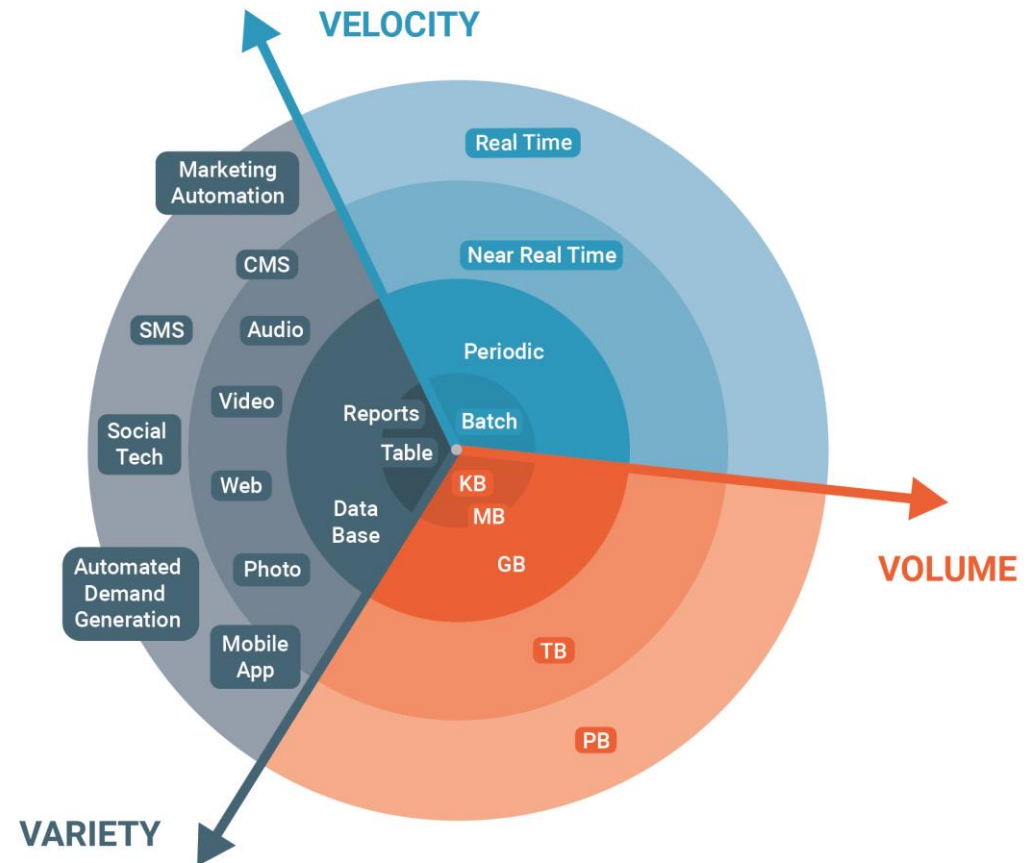 VELOCITY
Real Time
Near Real Time
Periodic
Batch
Marketing
Automation
CMS
SMS
Audio
Video
Reports
Social
Tech
Table
Web
Data
Base
Automated
Demand
Generation
Photo
Mobile
App
KB
MB
GB
TB
PB
VOLUME
VARIETY